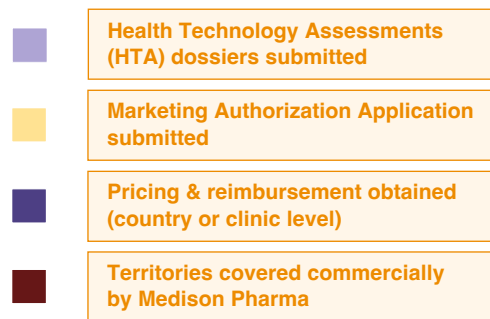 Health Technology Assessments
(HTA) dossiers submitted
Marketing Authorization Application
submitted
Pricing & reimbursement obtained
(country or clinic level)
Territories covered commercially
by Medison Pharma